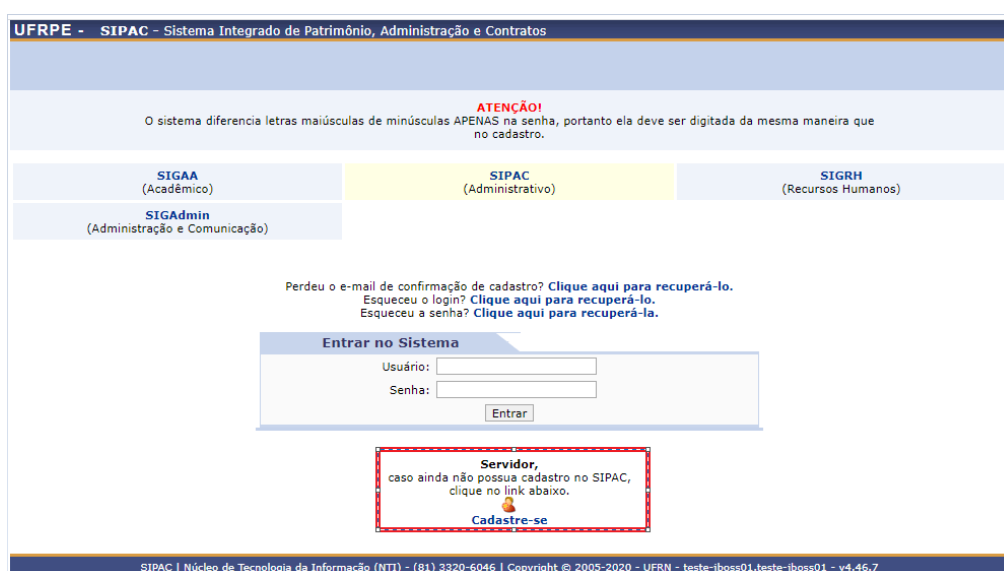 UFRPE - SIPAC - Sistema Integrado de Patrimônio, Administração e Contratos
ATENÇÃO!
O sistema diferencia letras maiúsculas de minúsculas APENAS na senha, portanto ela deve ser digitada da mesma maneira que
no cadastro.
SIGAA
(Acadêmico)
SIPAC
(Administrativo)
SIGRH
(Recursos Humanos)
SIGAdmin
(Administração e Comunicação)
Perdeu o e-mail de confirmação de cadastro? Clique aqui para recuperá-lo.
Esqueceu o login? Clique aqui para recuperá-lo.
Esqueceu a senha? Clique aqui para recuperá-la.
Entrar no Sistema
Usuário:
Senha:
Entrar
Servidor,
caso ainda não possua cadastro no SIPAC,
clique no link abaixo.
Cadastre-se
SIPAC | Núcleo de Tecnologia da Informação (NTI) - (81) 3320-6046 | Copyright © 2005-2020 - UFRN - teste-jboss01.teste-jboss01 - v4.46.7